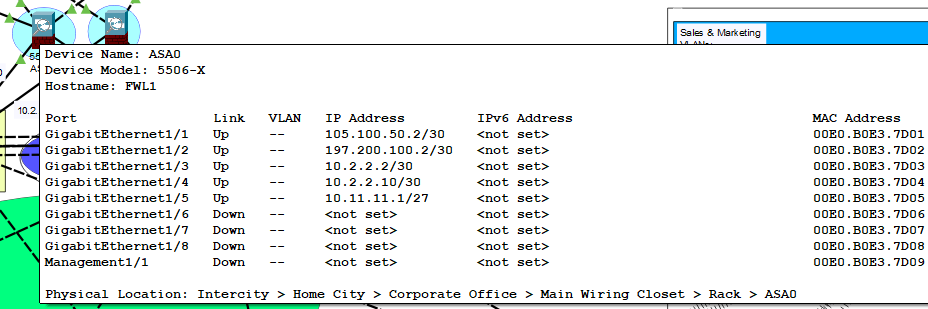 Sales & Marketing
55
AS
10.2.
Device Name: ASA0
Device Model: 5506-X
Hostname: FWL1
Port Link VLAN IP Address IPv6 Address MAC Address
GigabitEthernet1/1 Up -- 105.100.50.2/30 <not set> 00E0.B0E3.7D01
GigabitEthernet1/2 Up -- 197.200.100.2/30 <not set> 00E0.B0E3.7D02
GigabitEthernet1/3 Up -- 10.2.2.2/30 <not set> 00E0.B0E3.7D03
GigabitEthernet1/4 Up -- 10.2.2.10/30 <not set> 00E0.B0E3.7D04
GigabitEthernet1/5 Up -- 10.11.11.1/27 <not set> 00E0.B0E3.7D05
GigabitEthernet1/6 Down -- <not set> <not set> 00E0.B0E3.7D06
GigabitEthernet1/7 Down -- <not set> <not set> 00E0.B0E3.7D07
GigabitEthernet1/8 Down -- <not set> <not set> 00E0.B0E3.7D08
Management1/1 Down -- <not set> <not set> 00E0.B0E3.7D09
Physical Location: Intercity > Home City > Corporate Office > Main Wiring Closet > Rack > ASA0